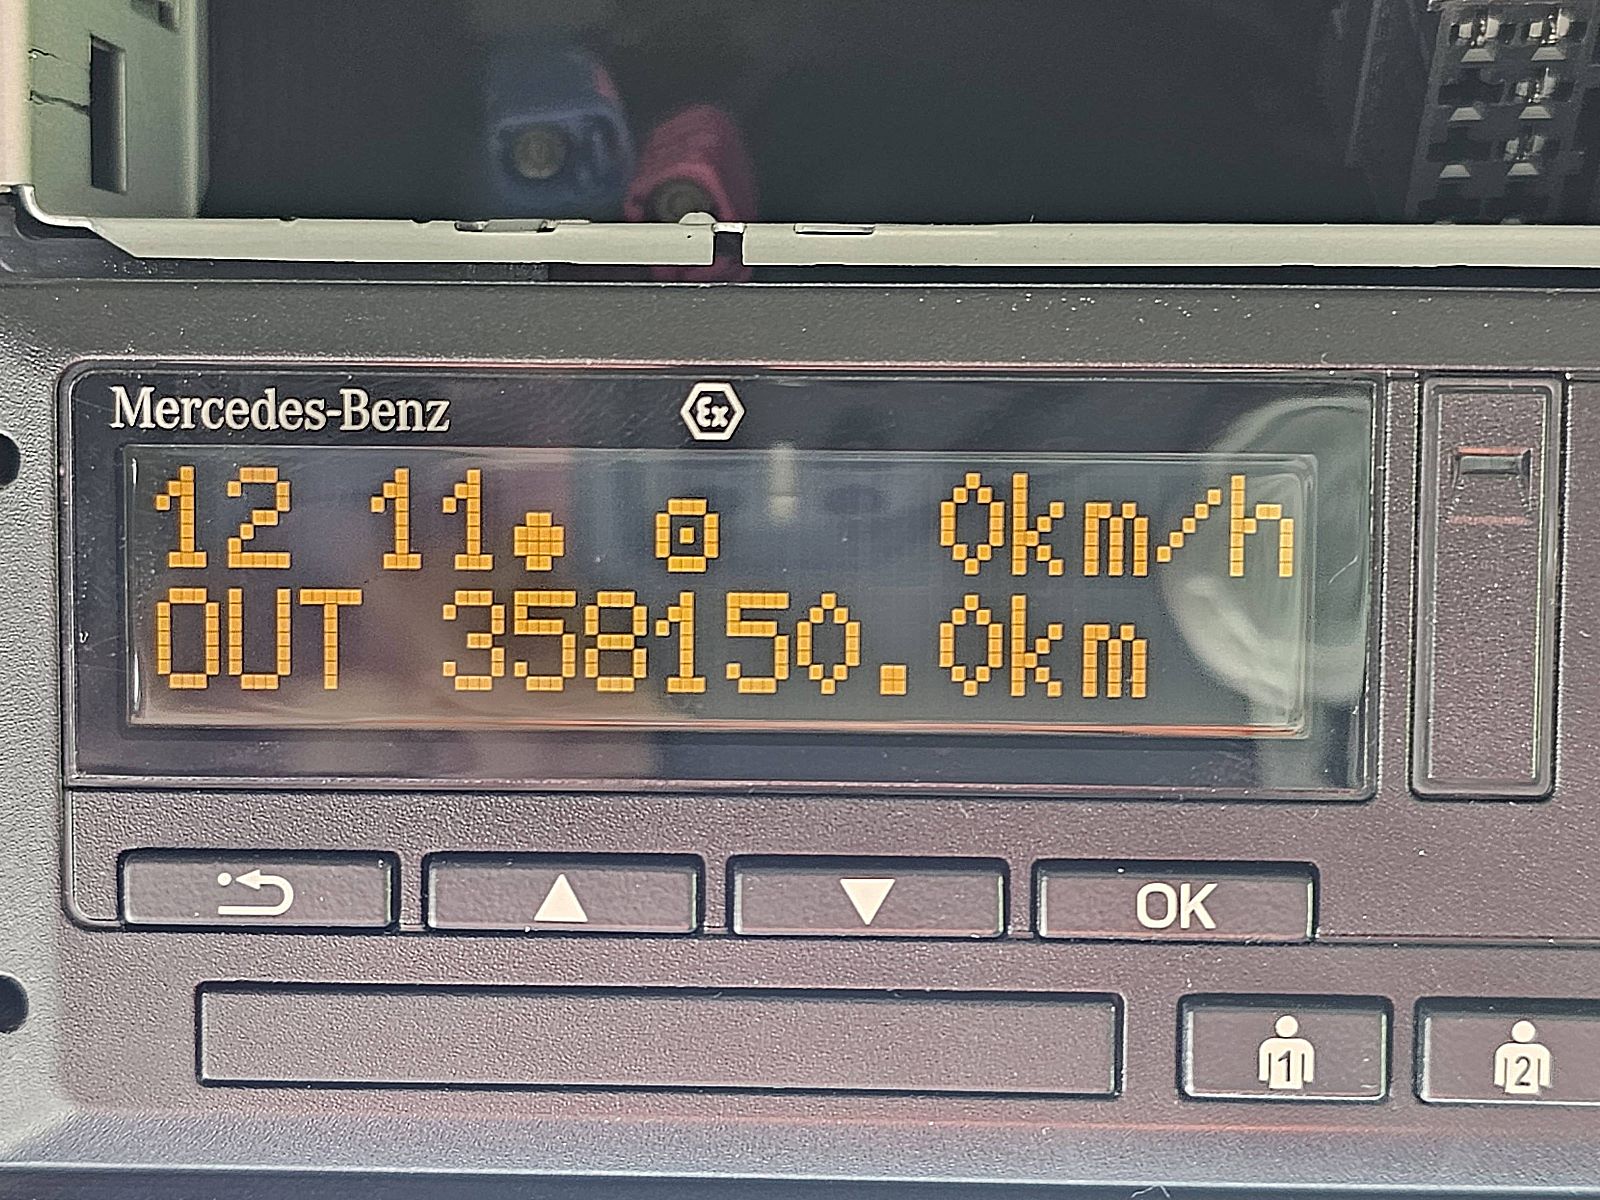 Mercedes-Benz
Ex
12 11 0km/h
OUT 358150.0km
OK
1
2